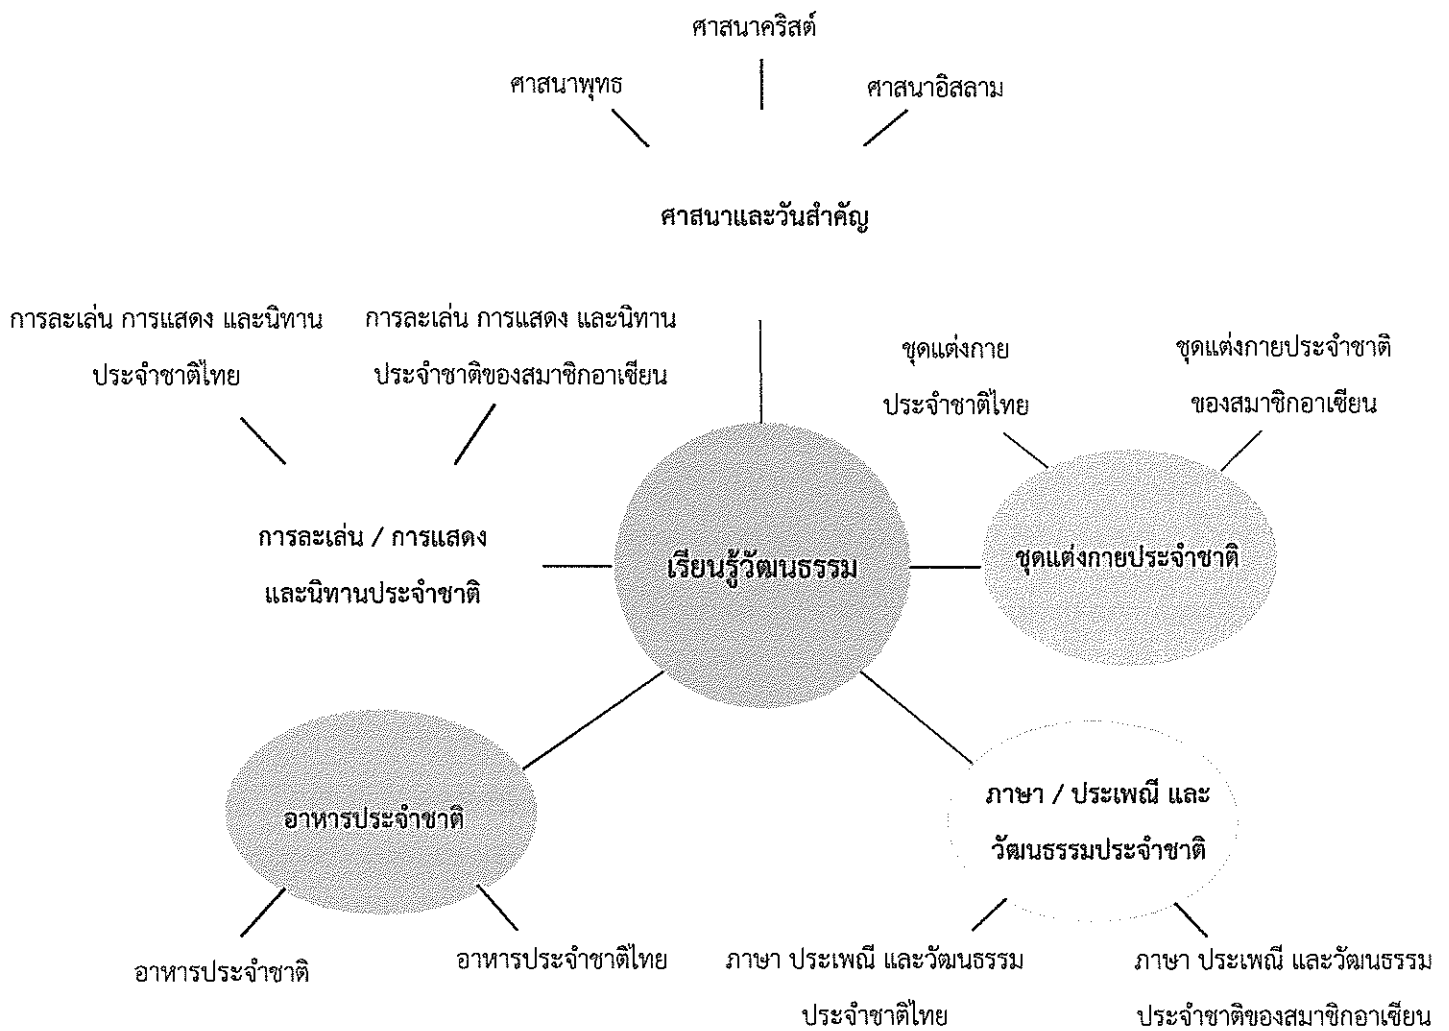 ศาสนาคริสต์
ศาสนาพุทธ
ศาสนาอิสลาม
ศาสนาและวันสำคัญ
การละเล่น การแสดง และนิทาน
ประจำชาติไทย
การละเล่น การแสดง และนิทาน
ประจำชาติของสมาชิกอาเซียน
ชุดแต่งกาย
ประจำชาติไทย
ชุดแต่งกายประจำชาติ
ของสมาชิกอาเซียน
การละเล่น / การแสดง
และนิทานประจำชาติ
เรียนรู้วัฒนธรรม
ชุดแต่งกายประจำชาติ
อาหารประจำชาติ
ภาษา / ประเพณี และ
วัฒนธรรมประจำชาติ
อาหารประจำชาติ
อาหารประจำชาติไทย
ภาษา ประเพณี และวัฒนธรรม
ประจำชาติไทย
ภาษา ประเพณี และวัฒนธรรม
ประจำชาติของสมาชิกอาเซียน